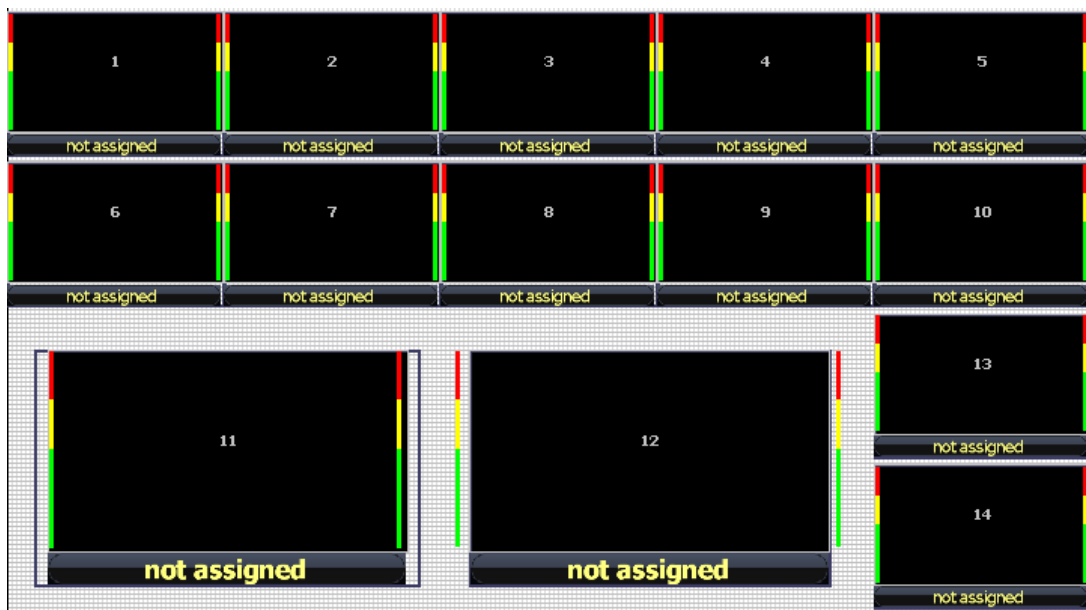 1 2 3 4 5
not assigned not assigned not assigned not assigned not assigned
6 7 8 9 10
not assigned not assigned not assigned not assigned not assigned
13
11 12
not assigned
14
not assigned not assigned
not assigned